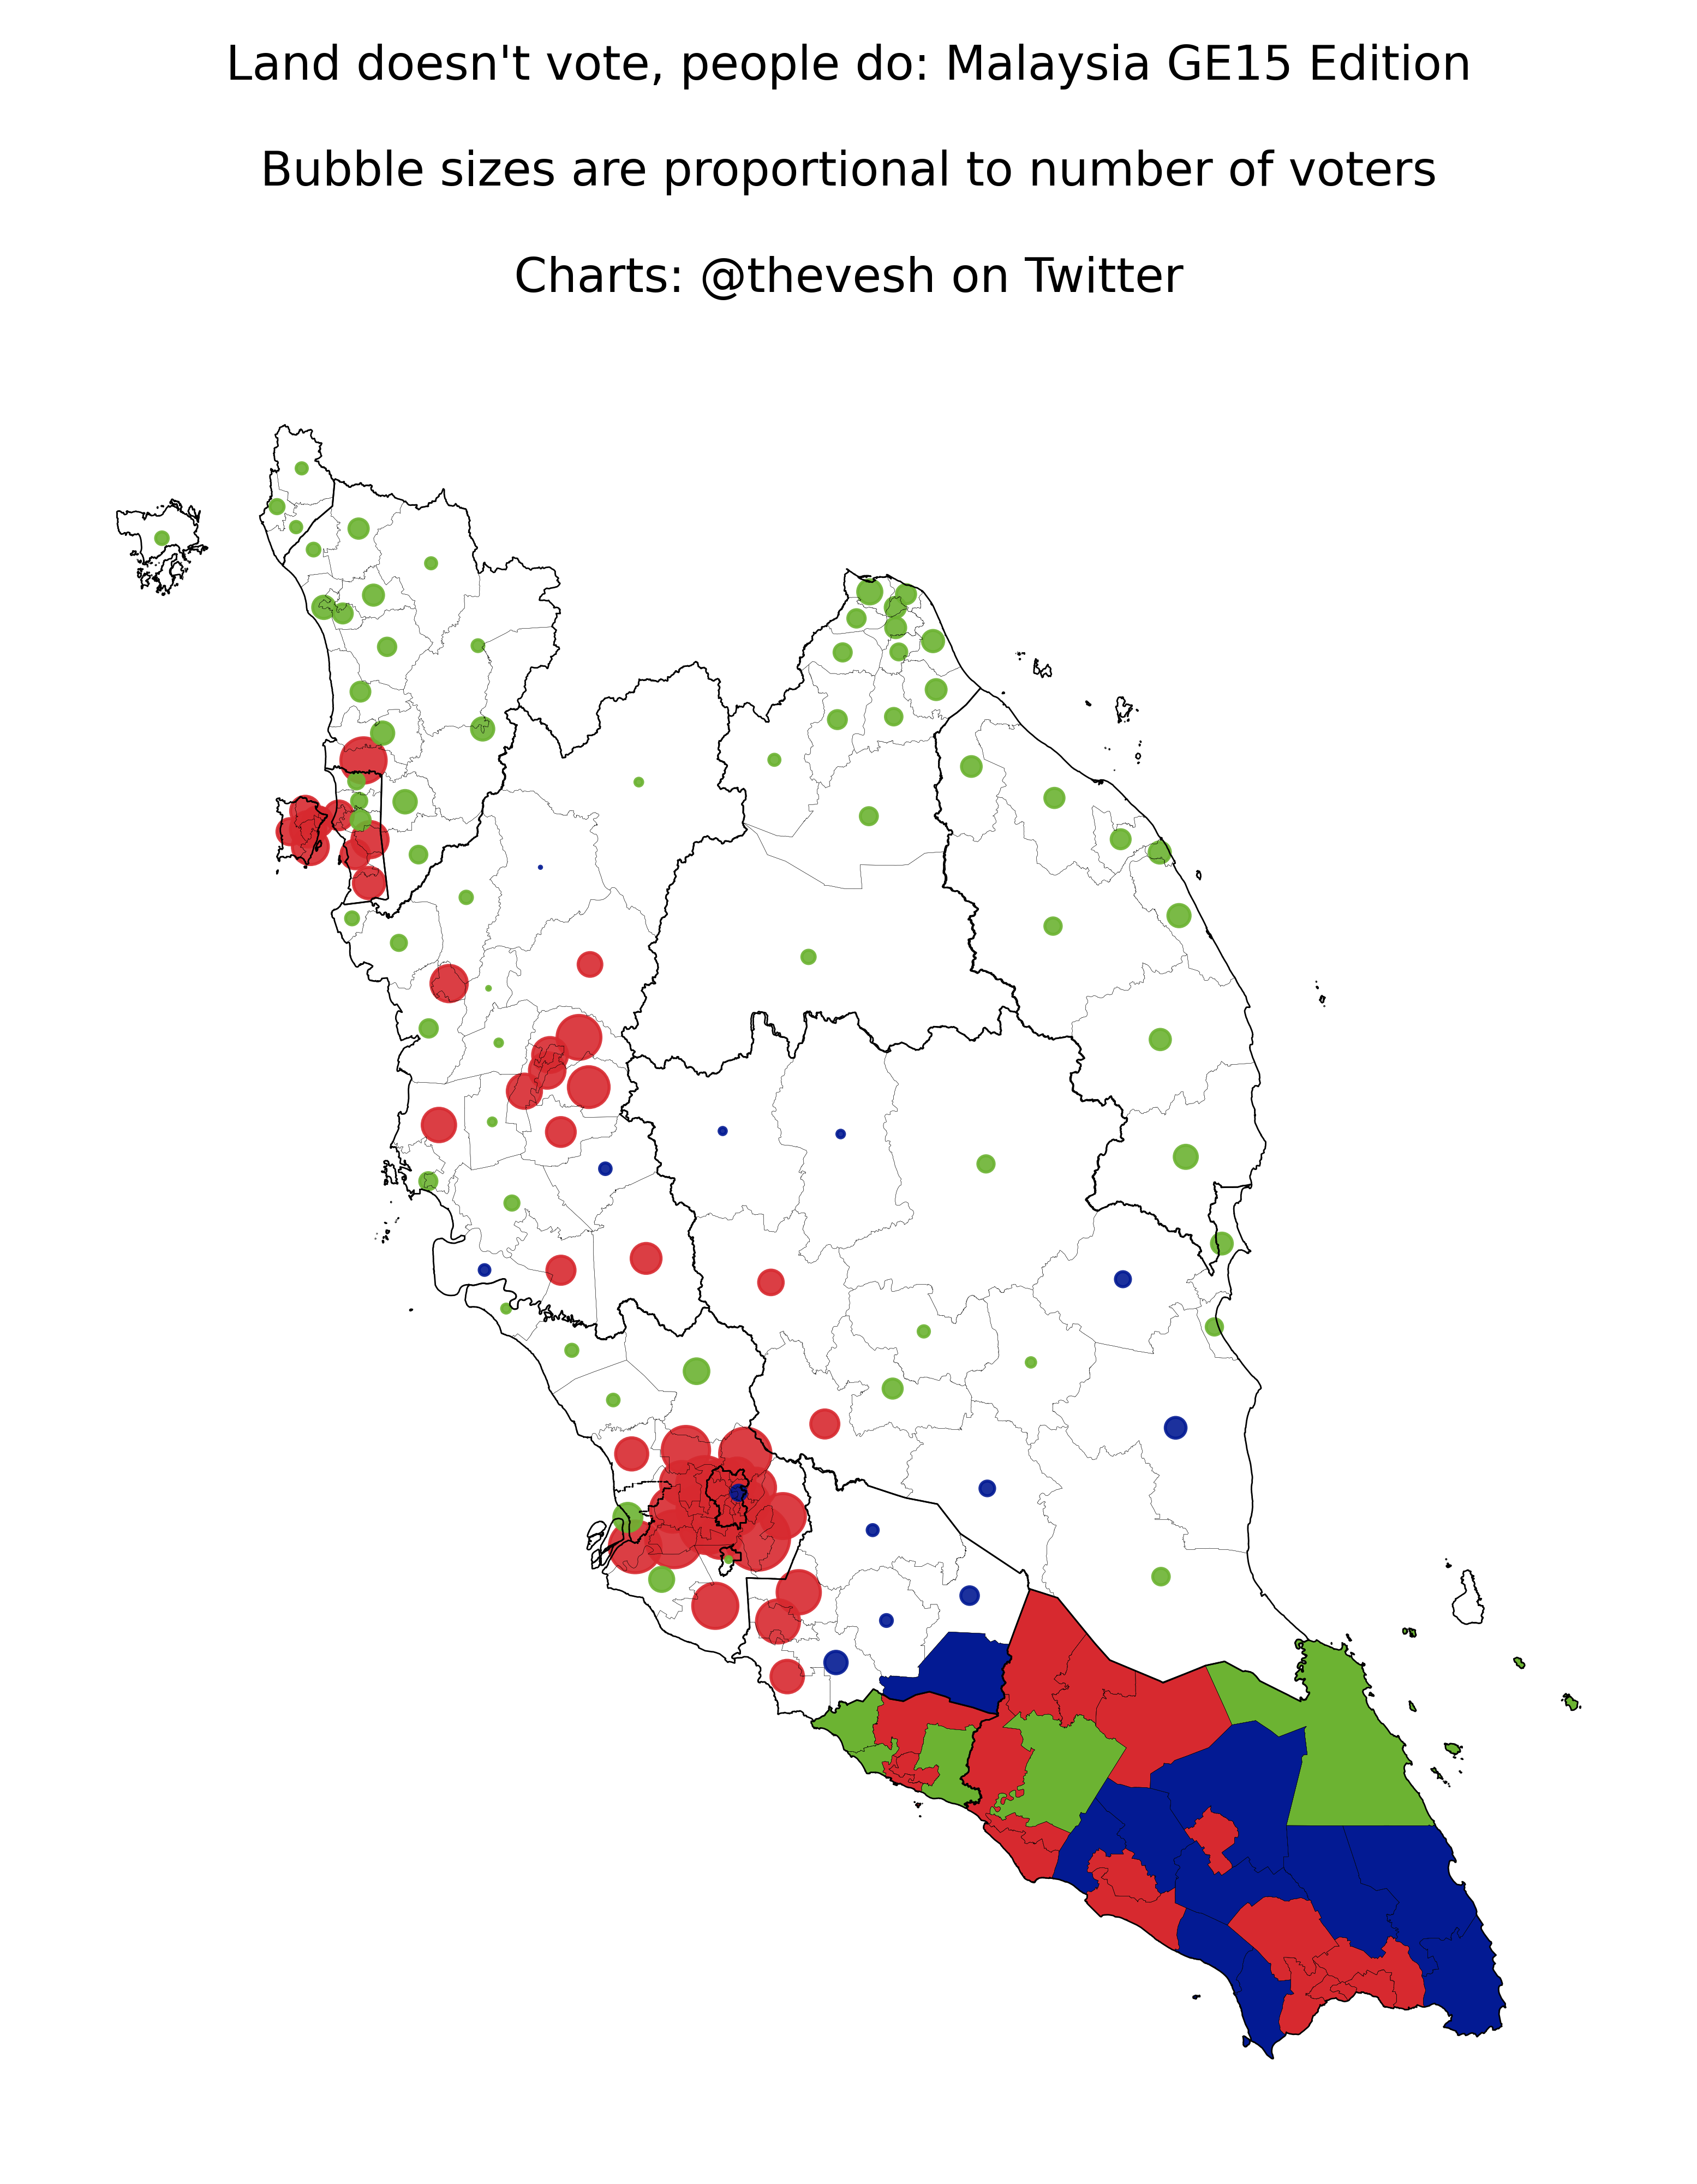 Land doesn't vote, people do: Malaysia GE15 Edition
Bubble sizes are proportional to number of voters
Charts: @thevesh on Twitter